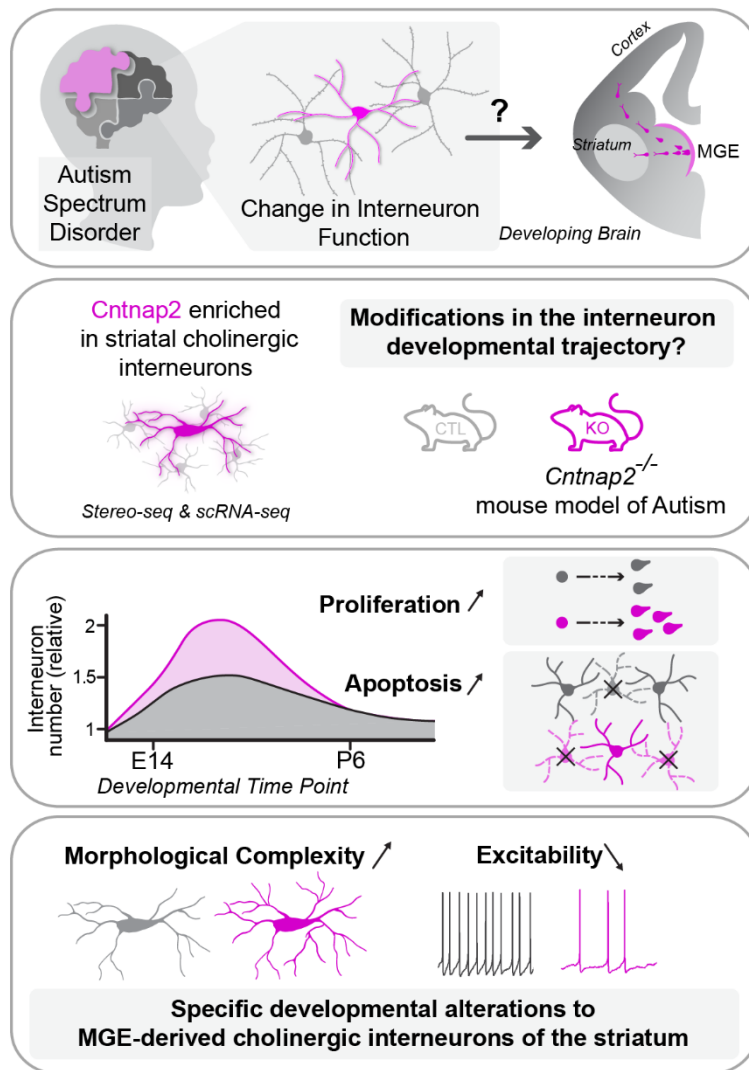 Autism
Spectrum
Disorder
Change in Interneuron
Function
?
Cortex
Striatum
MGE
Developing Brain
Cntnap2 enriched
in striatal cholinergic
interneurons
Stereo-seq & scRNA-seq
Modifications in the interneuron
developmental trajectory?
CTL
KO
Cntnap2-/-
mouse model of Autism
Interneuron
number (relative)
2
1.5
1
E14
P6
Developmental Time Point
Proliferation
Apoptosis
Morphological Complexity
Excitability
Specific developmental alterations to
MGE-derived cholinergic interneurons of the striatum